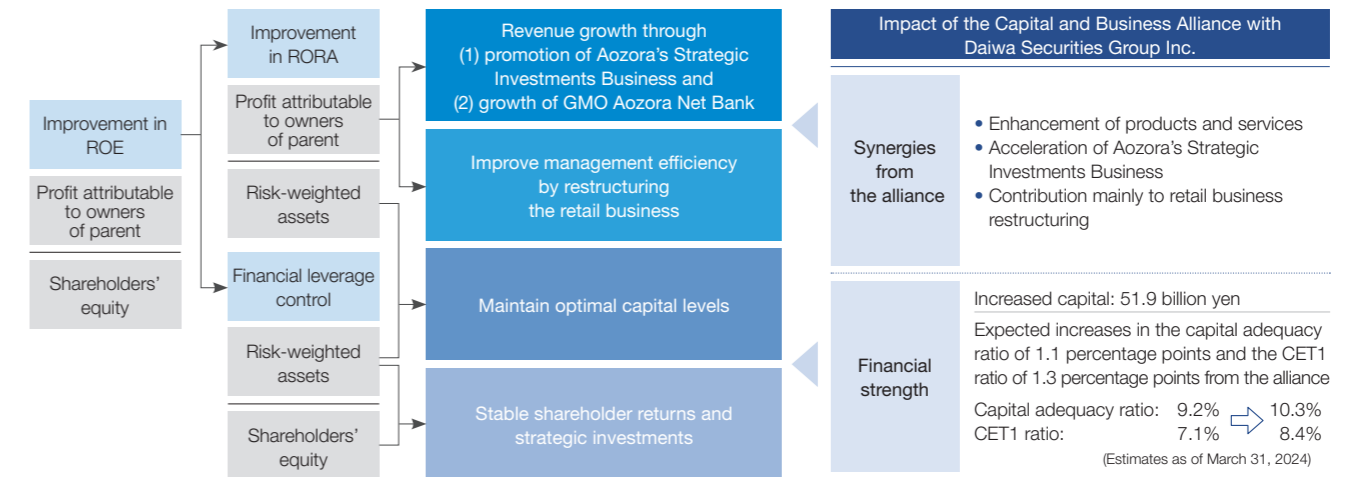 Improvement in
ROE
Profit attributable
to owners
of parent
Shareholders’
equity
Improvement
in RORA
Profit attributable
to owners
of parent
Risk-weighted
assets
Financial leverage
control
Risk-weighted
assets
Shareholders’
equity
Revenue growth through
(1) promotion of Aozora’s Strategic
Investments Business and
(2) growth of GMO Aozora Net Bank
Improve management efficiency
by restructuring
the retail business
Maintain optimal capital levels
Stable shareholder returns and
strategic investments
Impact of the Capital and Business Alliance with
Daiwa Securities Group Inc.
Synergies
from
the alliance
• Enhancement of products and services
• Acceleration of Aozora’s Strategic
Investments Business
• Contribution mainly to retail business
restructuring
Financial
strength
Increased capital: 51.9 billion yen
Expected increases in the capital adequacy
ratio of 1.1 percentage points and the CET1
ratio of 1.3 percentage points from the alliance
Capital adequacy ratio: 9.2% 10.3%
CET1 ratio: 7.1% 8.4%
(Estimates as of March 31, 2024)